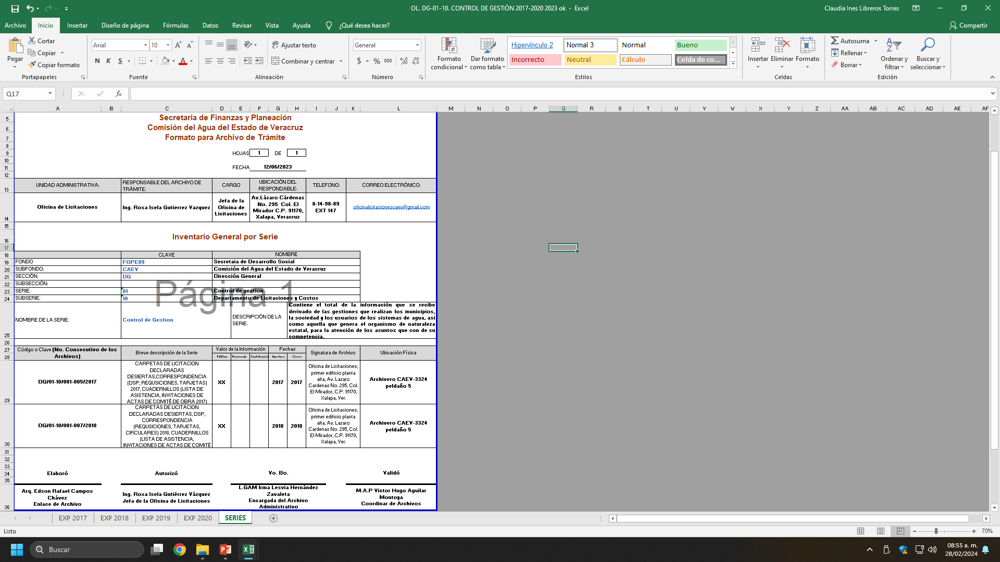 OL. DG-01-10. CONTROL DE GESTIÓN 2017-2020 2023 ok - Excel
Claudia Ines Libreros Torres
Archivo Inicio Insertar Diseño de página Fórmulas Datos Revisar Vista Ayuda ¿Qué desea hacer? Compartir
Pegar
Cortar
Copiar
Copiar formato
Portapapeles
Arial 10
N K S
Fuente
Ajustar texto
Combinar y centrar
Alineación
General
$ % 000
Número
Formato condicional
Dar formato como tabla
Hipervínculo 2 Normal 3 Normal Bueno
Incorrecto Neutral Cálculo Celda de co...
Estilos
Insertar Eliminar Formato
Celdas
Autosuma
Rellenar
Borrar
Ordenar y filtrar
Buscar y seleccionar
Edición
Q17
fx
A B C D E F G H I J K L M N O P Q R S T U V W X Y Z AA AB AC AD AE AF
5 Secretaria de Finanzas y Planeación
6 Comisión del Agua del Estado de Veracruz
7 Formato para Archivo de Trámite
8
9 HOJAS 1 DE 1
10
11 FECHA 12/06/2023
12
13 UNIDAD ADMINISTRATIVA: RESPONSABLE DEL ARCHIVO DE TRÁMITE: CARGO UBICACIÓN DEL RESPONDABLE: TELEFONO: CORREO ELECTRÓNICO:
14 Oficina de Licitaciones Ing. Rosa Isela Gutierrez Vazquez Jefa de la Oficina de Licitaciones Av.Lázaro Cárdenas No. 295 Col. El Mirador C.P. 91170, Xalapa, Veracruz 8-14-98-89 EXT 147 oficinalicitacionescaev@gmail.com
15
16 Inventario General por Serie
17
18 CLAVE NOMBRE
19 FONDO FOPE09 Secretaia de Desarrollo Social
20 SUBFONDO: CAEV Comisión del Agua del Estado de Veracruz
21 SECCIÓN: DG Dirección General
22 SUBSECCIÓN:
23 SERIE: 01 Control de gestion
24 SUBSERIE: 10 Departamento de Licitaciones y Costos
Página 1
25 NOMBRE DE LA SERIE: Control de Gestion DESCRIPCIÓN DE LA SERIE: Contiene el total de la información que se recibe derivado de las gestiones que realizan los municipios, la sociedad y los usuarios de los sistemas de agua, asi como aquella que genera el organismo de naturaleza estatal, para la atención de los asuntos que son de su competencia.
26
27 Código o Clave (No. Consecutivo de los Archivos) Breve descripción de la Serie Valor de la Información Fechas Signatura de Archivo Ubicación Física
28 Pública Reservada Confidencial Apertura Cierre
29 DG/01-10/001-005/2017 CARPETAS DE LICITACION DECLARADAS DESIERTAS,CORRESPONDENCIA (DSP, REQUSICIONES, TARJETAS) 2017, CUADERNILLOS (LISTA DE ASISTENCIA, INVITACIONES DE ACTAS DE COMITÉ DE OBRA 2017) XX 2017 2017 Oficina de Licitaciones, primer edificio planta alta, Av. Lazaro Cardenas No. 295, Col. El Mirador, C.P. 91170, Xalapa, Ver. Archivero CAEV-3324 peldaño 5
30 DG/01-10/001-007/2018 CARPETAS DE LICITACION DECLARADAS DESIERTAS, DSP, CORRESPONDENCIA (REQUSICIONES, TARJETAS, CIRCULARES) 2018, CUADERNILLOS (LISTA DE ASISTENCIA, INVITACIONES DE ACTAS DE COMITÉ XX 2018 2018 Oficina de Licitaciones, primer edificio planta alta, Av. Lazaro Cardenas No. 295, Col. El Mirador, C.P. 91170, Xalapa, Ver. Archivero CAEV-3324 peldaño 5
31
32
33
34 Elaboró Autorizó Vo. Bo. Validó
35
36 Arq. Edson Rafael Campos Chávez Enlace de Archivo Ing. Rosa Isela Gutiérrez Vázquez Jefa de la Oficina de Licitaciones L.GAM Irma Lesvia Hernández Zavaleta Encargada del Archivo Administrativo M.A.P Victor Hugo Aguilar Montoya Coordinar de Archivos
EXP 2017 EXP 2018 EXP 2019 EXP 2020 SERIES
Listo
70%
Buscar
08:55 a. m.
28/02/2024